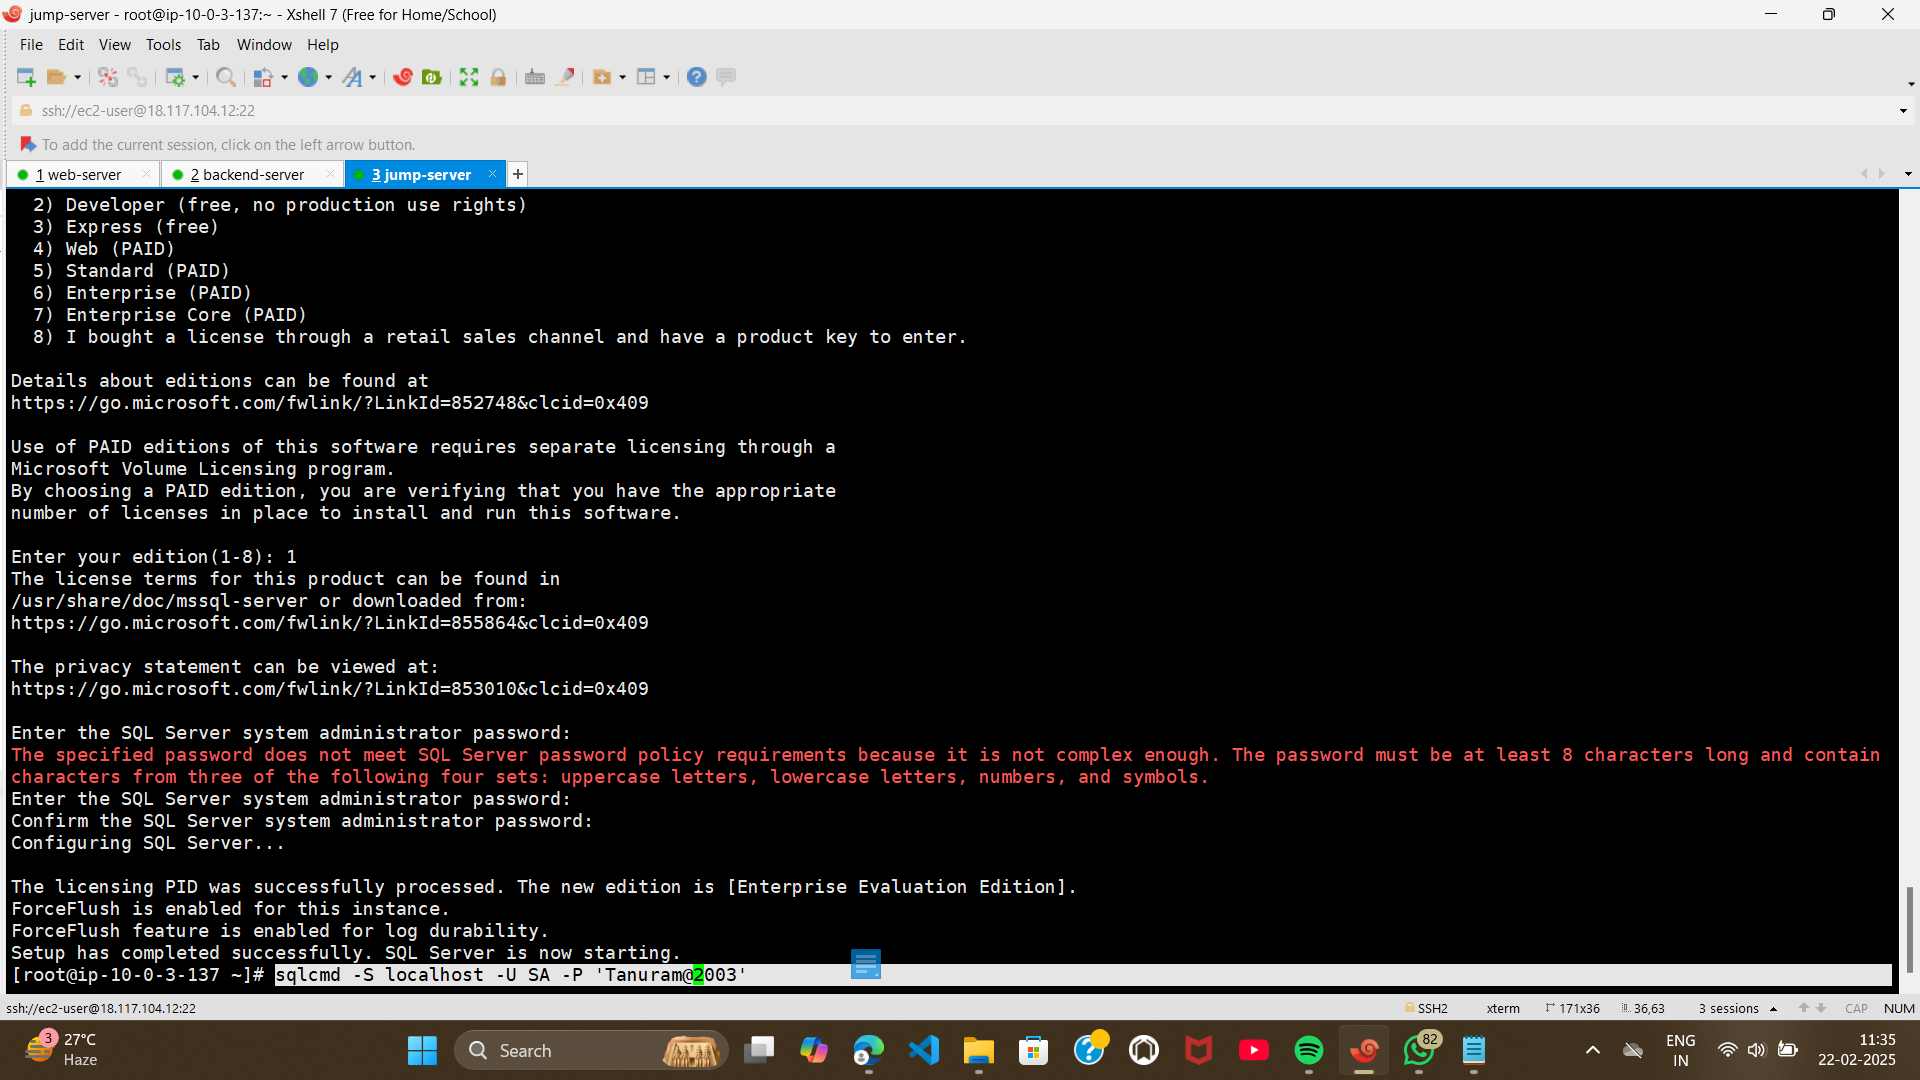 jump-server - root@ip-10-0-3-137:~ - Xshell 7 (Free for Home/School)
File Edit View Tools Tab Window Help
ssh://ec2-user@18.117.104.12:22
To add the current session, click on the left arrow button.
1 web-server 2 backend-server 3 jump-server
2) Developer (free, no production use rights)
3) Express (free)
4) Web (PAID)
5) Standard (PAID)
6) Enterprise (PAID)
7) Enterprise Core (PAID)
8) I bought a license through a retail sales channel and have a product key to enter.
Details about editions can be found at
https://go.microsoft.com/fwlink/?LinkId=852748&clcid=0x409
Use of PAID editions of this software requires separate licensing through a
Microsoft Volume Licensing program.
By choosing a PAID edition, you are verifying that you have the appropriate
number of licenses in place to install and run this software.
Enter your edition(1-8): 1
The license terms for this product can be found in
/usr/share/doc/mssql-server or downloaded from:
https://go.microsoft.com/fwlink/?LinkId=855864&clcid=0x409
The privacy statement can be viewed at:
https://go.microsoft.com/fwlink/?LinkId=853010&clcid=0x409
Enter the SQL Server system administrator password:
The specified password does not meet SQL Server password policy requirements because it is not complex enough. The password must be at least 8 characters long and contain
characters from three of the following four sets: uppercase letters, lowercase letters, numbers, and symbols.
Enter the SQL Server system administrator password:
Confirm the SQL Server system administrator password:
Configuring SQL Server...
The licensing PID was successfully processed. The new edition is [Enterprise Evaluation Edition].
ForceFlush is enabled for this instance.
ForceFlush feature is enabled for log durability.
Setup has completed successfully. SQL Server is now starting.
[root@ip-10-0-3-137 ~]# sqlcmd -S localhost -U SA -P 'Tanuram@2003'
ssh://ec2-user@18.117.104.12:22 SSH2 xterm 171x36 36,63 3 sessions CAP NUM
3 27°C Haze Search 82 ENG IN 11:35 22-02-2025